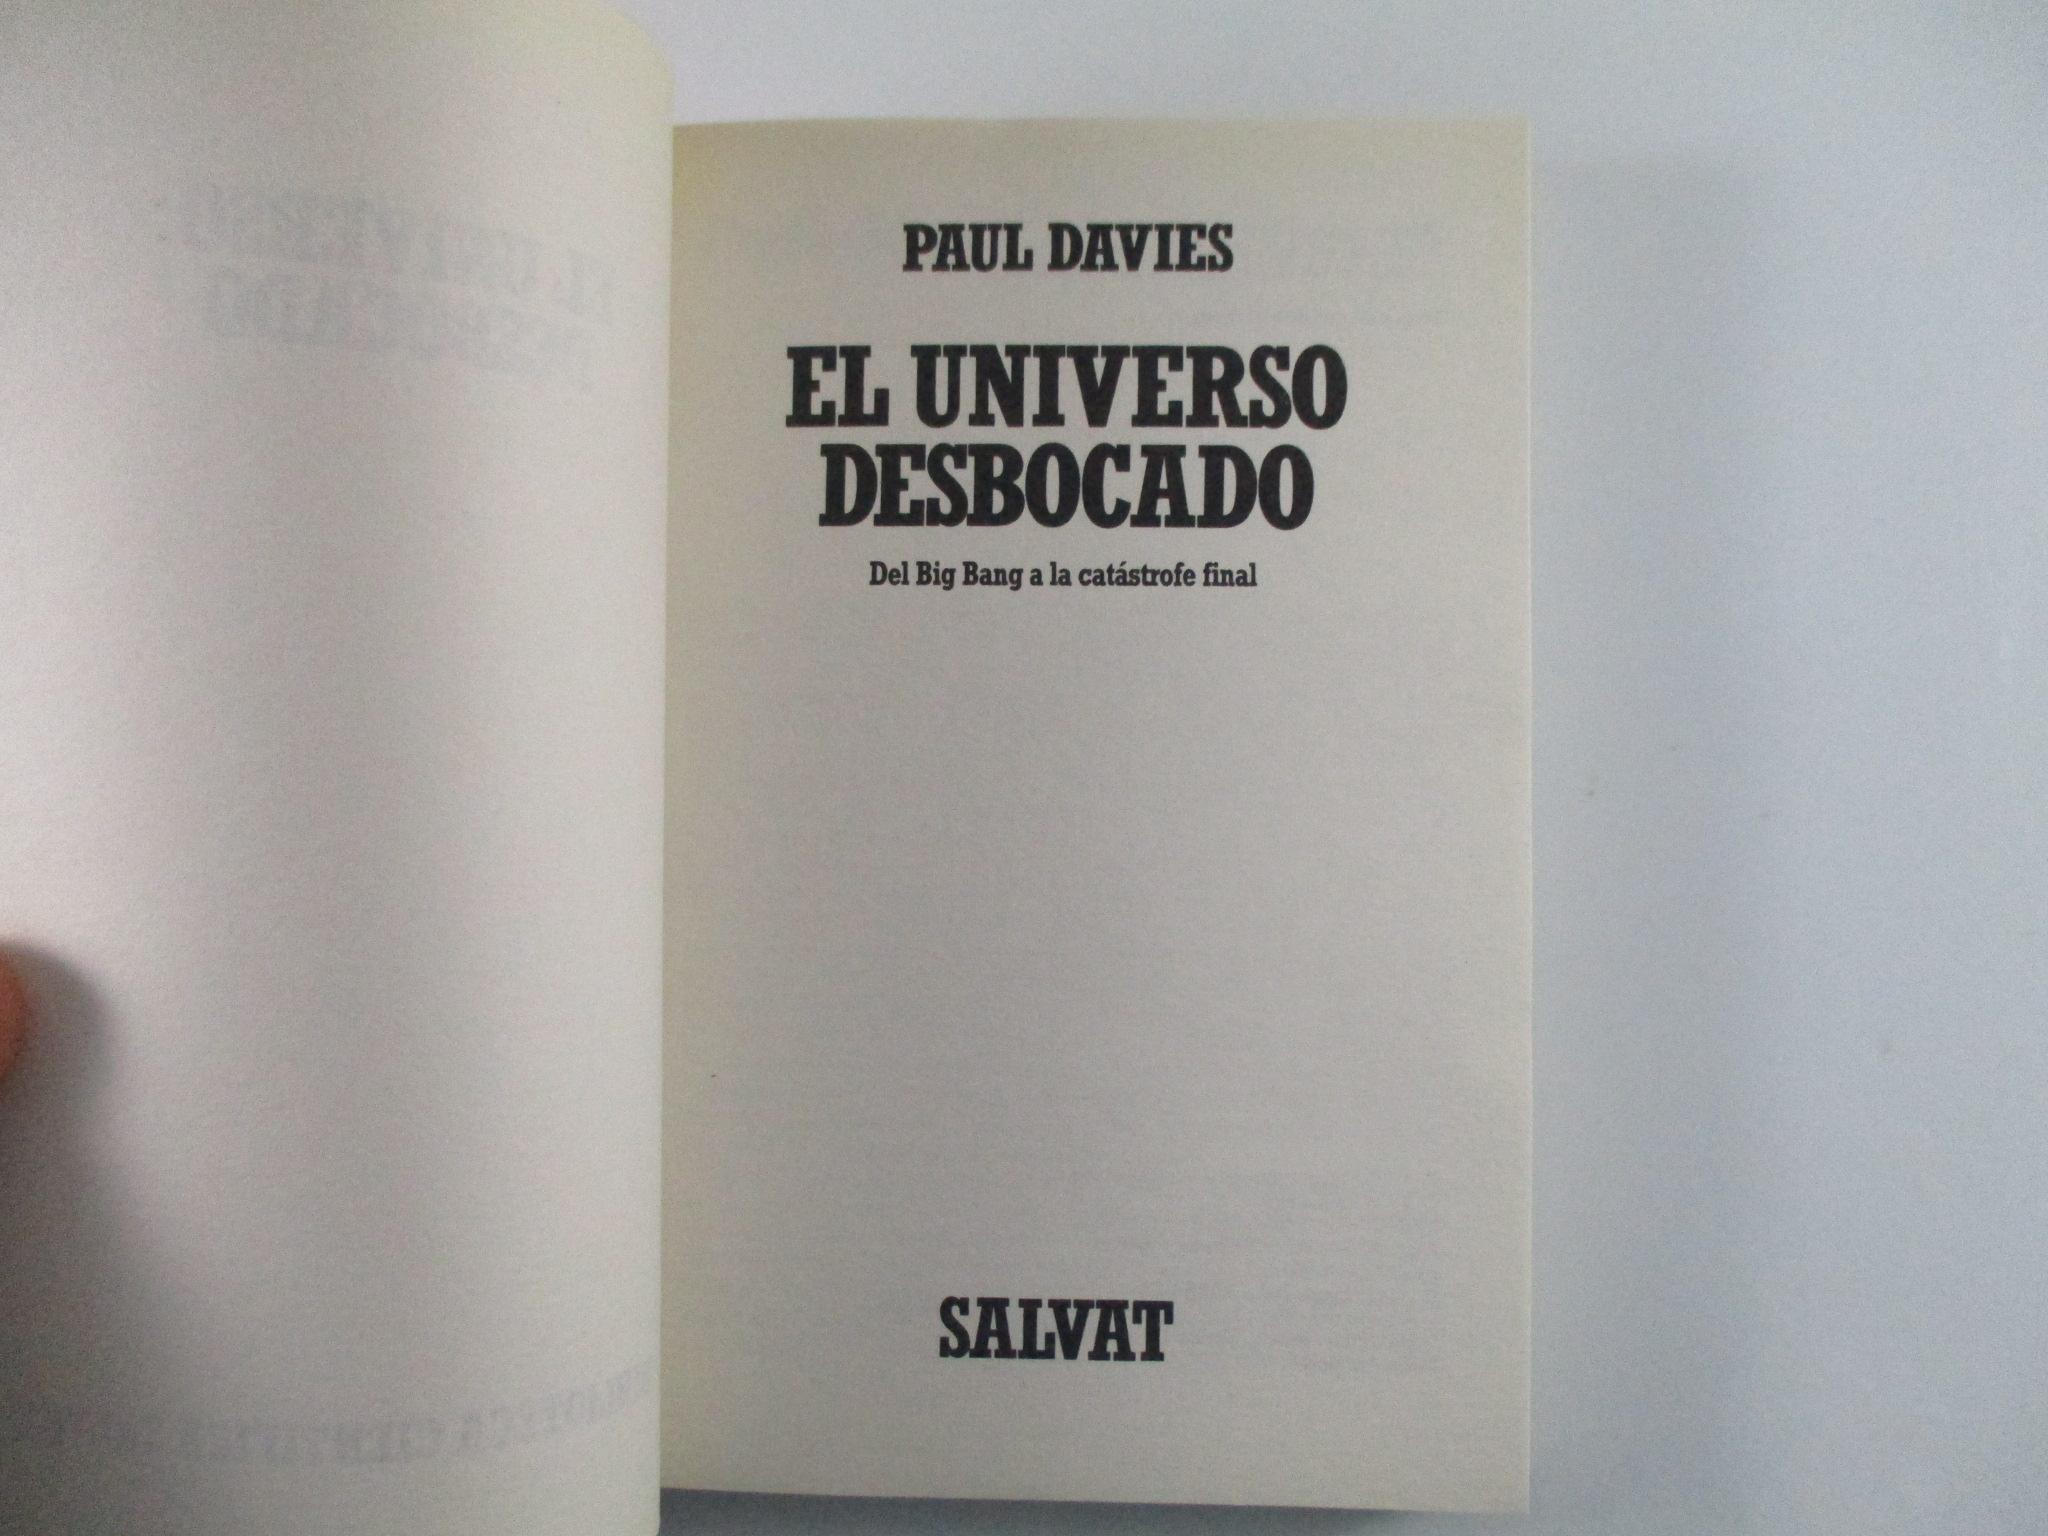 PAUL DAVIES
EL UNIVERSO
DESBOCADO
Del Big Bang a la catástrofe final
SALVAT